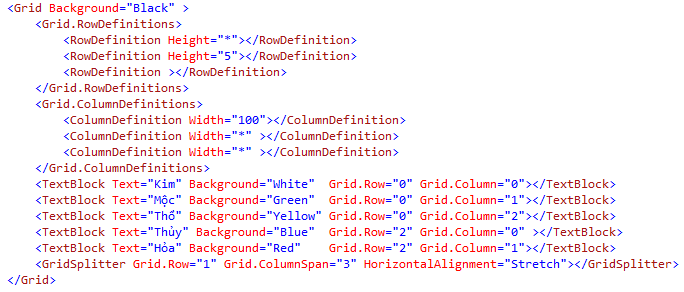 <Grid Background="Black" >
    <Grid.RowDefinitions>
        <RowDefinition Height="*"></RowDefinition>
        <RowDefinition Height="5"></RowDefinition>
        <RowDefinition ></RowDefinition>
    </Grid.RowDefinitions>
    <Grid.ColumnDefinitions>
        <ColumnDefinition Width="100"></ColumnDefinition>
        <ColumnDefinition Width="*" ></ColumnDefinition>
        <ColumnDefinition Width="*" ></ColumnDefinition>
    </Grid.ColumnDefinitions>
    <TextBlock Text="Kim" Background="White"  Grid.Row="0" Grid.Column="0"></TextBlock>
    <TextBlock Text="Mộc" Background="Green"  Grid.Row="0" Grid.Column="1"></TextBlock>
    <TextBlock Text="Thổ" Background="Yellow" Grid.Row="0" Grid.Column="2"></TextBlock>
    <TextBlock Text="Thủy" Background="Blue"  Grid.Row="2" Grid.Column="0" ></TextBlock>
    <TextBlock Text="Hỏa" Background="Red"    Grid.Row="2" Grid.Column="1"></TextBlock>
    <GridSplitter Grid.Row="1" Grid.ColumnSpan="3" HorizontalAlignment="Stretch"></GridSplitter>
</Grid>